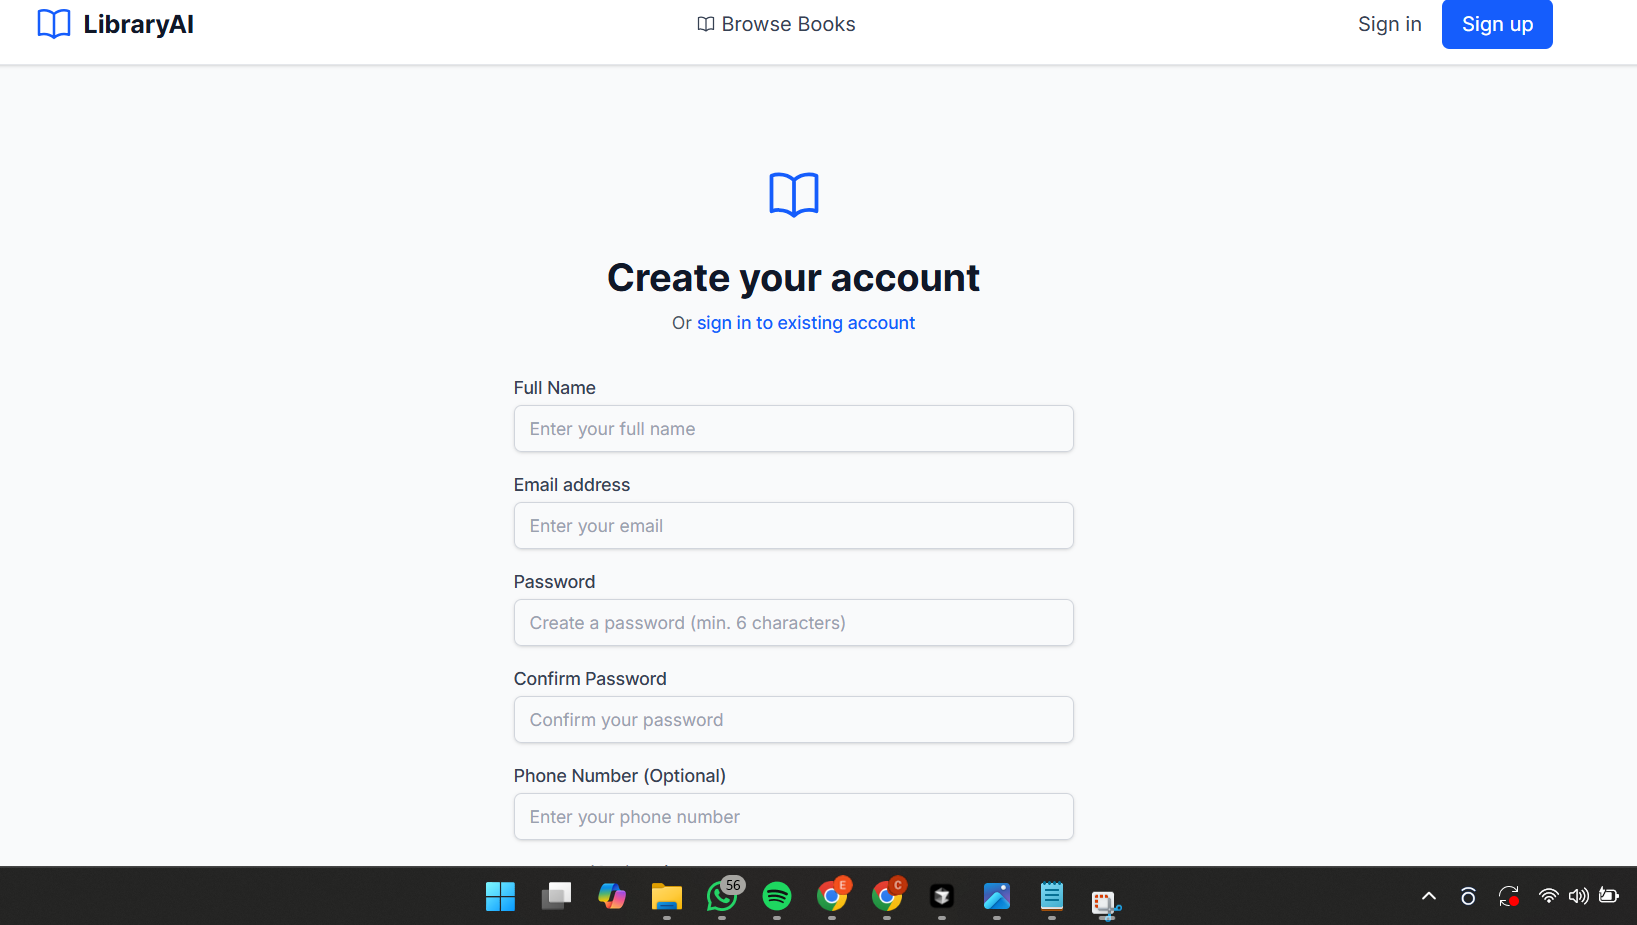 LibraryAI
Browse Books
Sign in
Sign up
Create your account
Or sign in to existing account
Full Name
Enter your full name
Email address
Enter your email
Password
Create a password (min. 6 characters)
Confirm Password
Confirm your password
Phone Number (Optional)
Enter your phone number
56
E
C